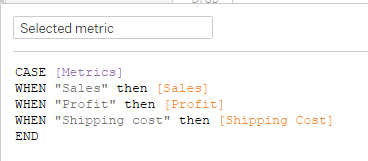 Selected metric
CASE [Metrics]
WHEN "Sales" then [Sales]
WHEN "Profit" then [Profit]
WHEN "Shipping cost" then [Shipping Cost]
END